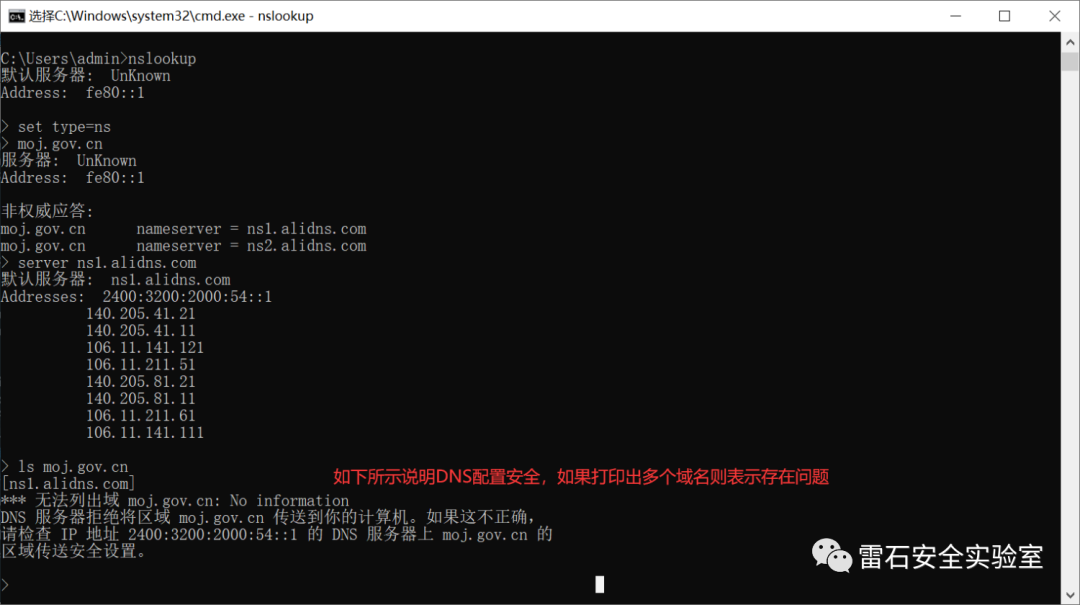 选择C:\Windows\system32\cmd.exe - nslookup
C:\Users\admin>nslookup
默认服务器:  UnKnown
Address:  fe80::1
> set type=ns
> moj.gov.cn
服务器:  UnKnown
Address:  fe80::1
非权威应答:
moj.gov.cn      nameserver = ns1.alidns.com
moj.gov.cn      nameserver = ns2.alidns.com
> server ns1.alidns.com
默认服务器:  ns1.alidns.com
Addresses:  2400:3200:2000:54::1
140.205.41.21
140.205.41.11
106.11.141.121
106.11.211.51
140.205.81.21
140.205.81.11
106.11.211.61
106.11.141.111
> ls moj.gov.cn
[ns1.alidns.com]
如下所示说明DNS配置安全，如果打印出多个域名则表示存在问题
*** 无法列出域 moj.gov.cn: No information
DNS 服务器拒绝将区域 moj.gov.cn 传送到你的计算机。如果这不正确，
请检查 IP 地址 2400:3200:2000:54::1 的 DNS 服务器上 moj.gov.cn 的
区域传送安全设置。
>
雷石安全实验室